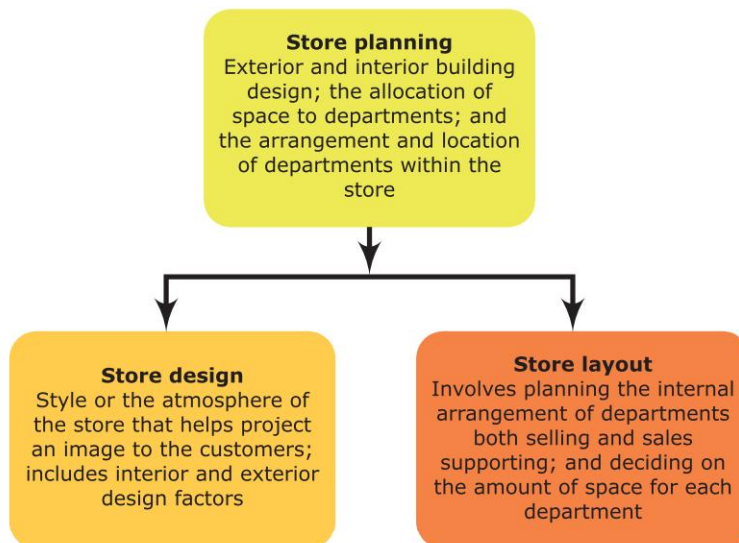 Store planning
Exterior and interior building
design; the allocation of
space to departments; and
the arrangement and location
of departments within the
store
Store design
Style or the atmosphere of
the store that helps project
an image to the customers;
includes interior and exterior
design factors
Store layout
Involves planning the internal
arrangement of departments
both selling and sales
supporting; and deciding on
the amount of space for each
department